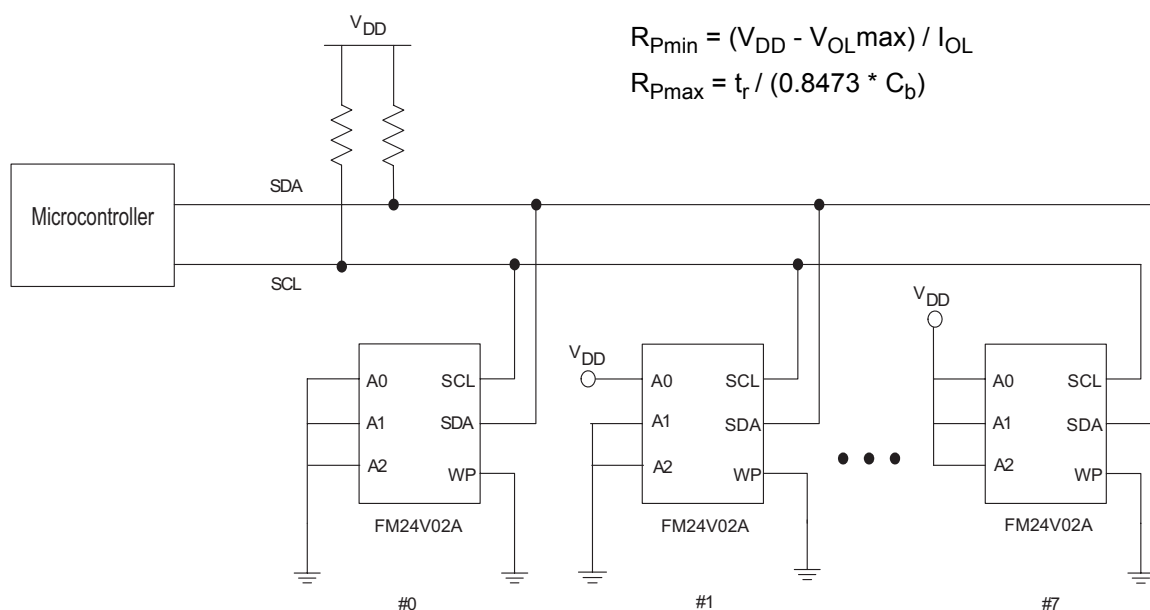 V_DD
R_Pmin = (V_DD - V_OLmax) / I_OL
R_Pmax = t_r / (0.8473 * C_b)
SDA
Microcontroller
SCL
V_DD
V_DD
A0 SCL
A1 SDA
A2 WP
FM24V02A
#0
A0 SCL
A1 SDA
A2 WP
FM24V02A
#1
A0 SCL
A1 SDA
A2 WP
FM24V02A
#7